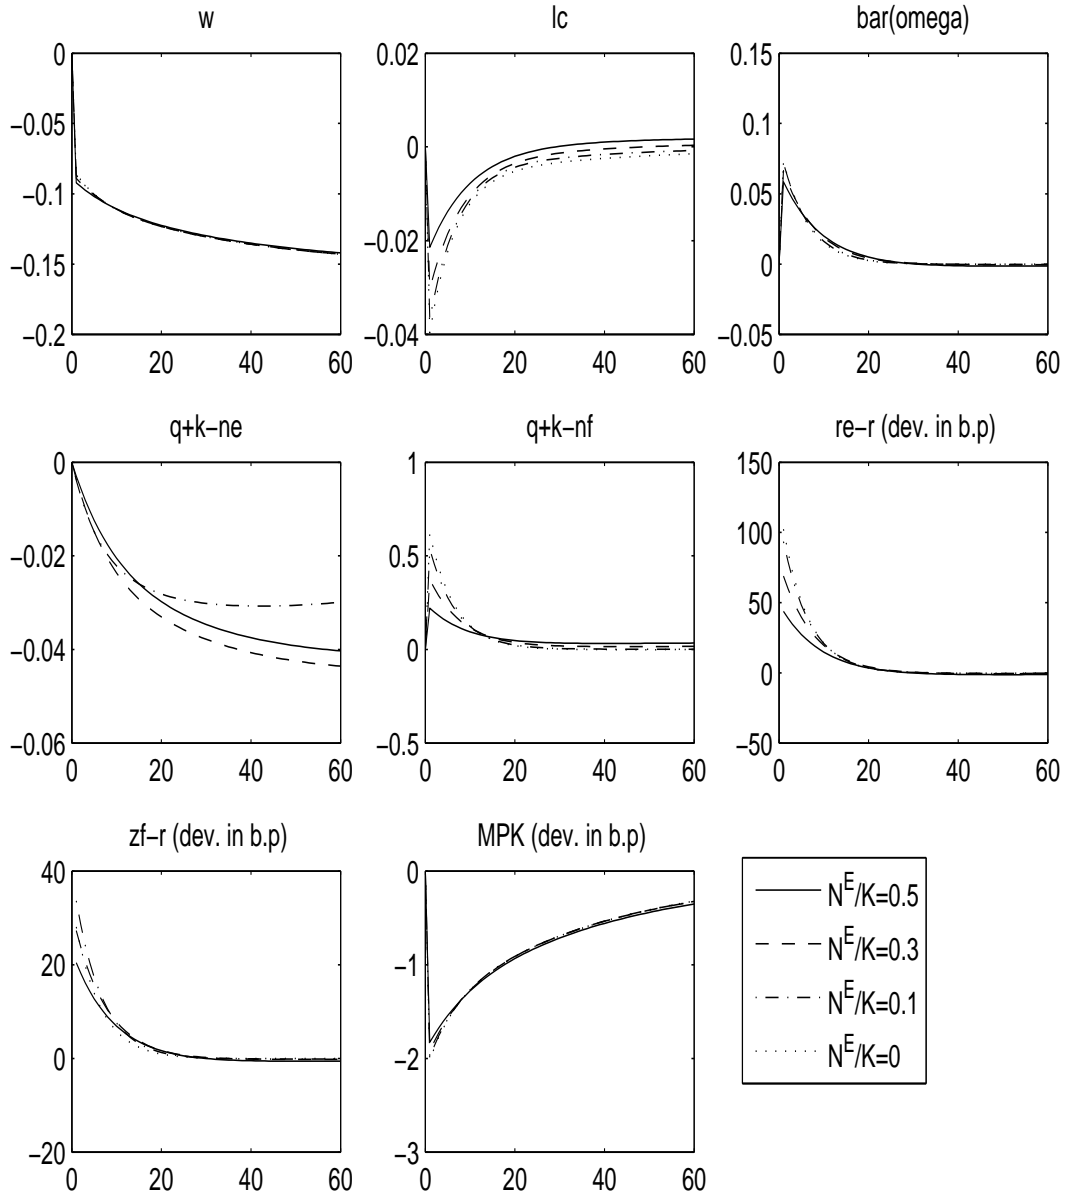 w
lc
bar(omega)
0
−0.05
−0.1
−0.15
−0.2
0 20 40 60
0.02
0
−0.02
−0.04
0 20 40 60
0.15
0.1
0.05
0
−0.05
0 20 40 60
q+k−ne
q+k−nf
re−r (dev. in b.p)
0
−0.02
−0.04
−0.06
0 20 40 60
1
0.5
0
−0.5
0 20 40 60
150
100
50
0
−50
0 20 40 60
zf−r (dev. in b.p)
MPK (dev. in b.p)
40
20
0
−20
0 20 40 60
0
−1
−2
−3
0 20 40 60
N^E/K=0.5
N^E/K=0.3
N^E/K=0.1
N^E/K=0